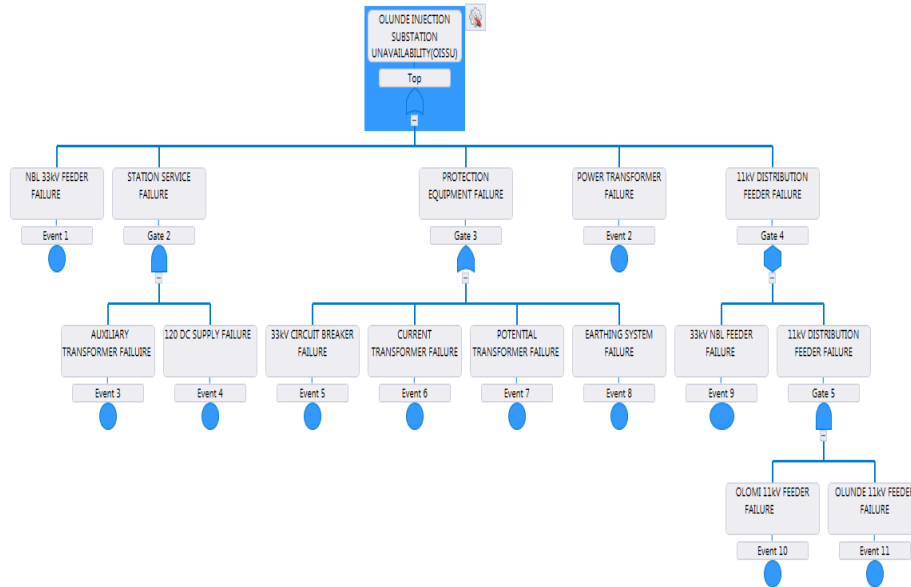 OLUNDE INJECTION
SUBSTATION
UNAVAILABILITY(OISSU)
Top
NBL 33kV FEEDER
FAILURE
Event 1
STATION SERVICE
FAILURE
Gate 2
PROTECTION
EQUIPMENT FAILURE
Gate 3
POWER TRANSFORMER
FAILURE
Event 2
11kV DISTRIBUTION
FEEDER FAILURE
Gate 4
AUXILIARY
TRANSFORMER FAILUIRE
Event 3
120 DC SUPPLY FAILURE
Event 4
33kV CIRCUIT BREAKER
FAILURE
Event 5
CURRENT
TRANSFORMER FAILURE
Event 6
POTENTIAL
TRANSFORMER FAILURE
Event 7
EARTHING SYSTEM
FAILURE
Event 8
33kV NBL FEEDER
FAILURE
Event 9
11kV DISTRIBUTION
FEEDER FAILURE
Gate 5
OLOMI 11kV FEEDER
FAILURE
Event 10
OLUNDE 11kV FEEDER
FAILURE
Event 11